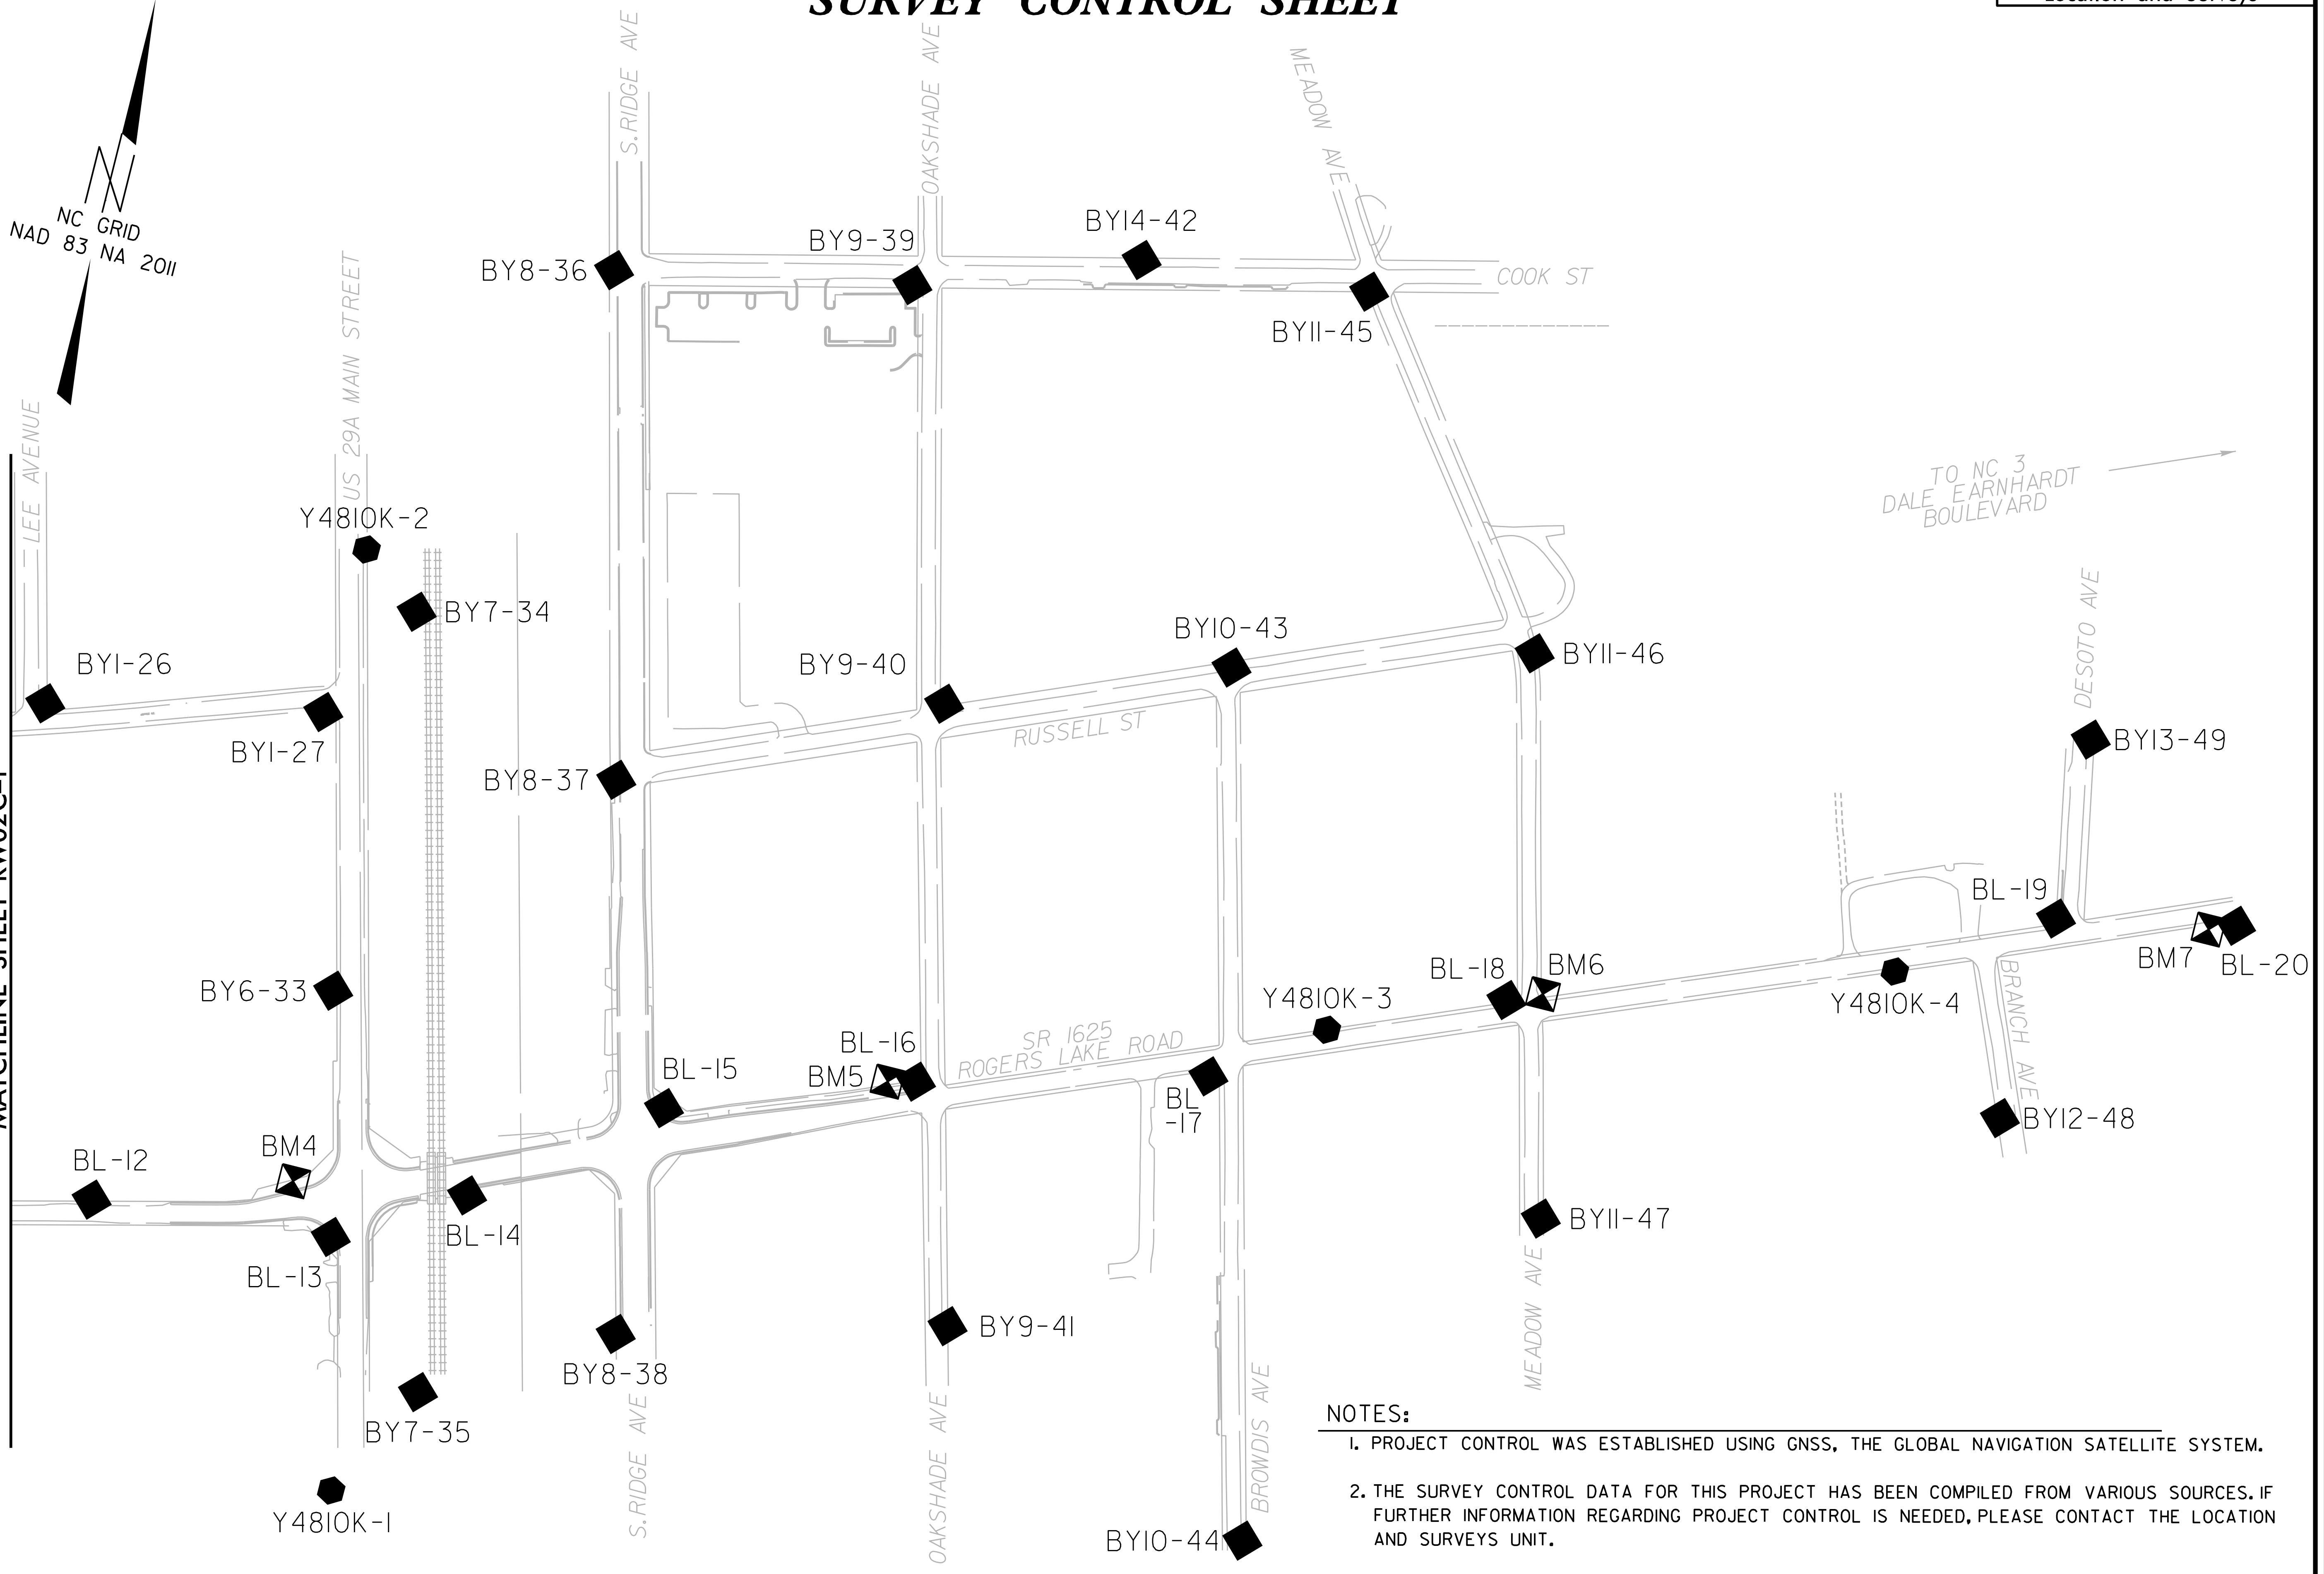 SURVEY CONTROL SHEET
Location and Surveys
S.RIDGE AVE
OAKSHADE AVE
MEADOW AVE
NC GRID
NAD 83 NA 2011
BY14-42
BY9-39
BY8-36
COOK ST
BY11-45
US 29A MAIN STREET
LEE AVENUE
TO NC 3
DALE EARNHARDT
BOULEVARD
Y4810K-2
BY7-34
DESOTO AVE
BY10-43
BY11-46
BY1-26
BY9-40
RUSSELL ST
BY13-49
BY1-27
BY8-37
MATCHLINE SHEET RW02C-1
BL-19
BY6-33
BL-18
BM6
BM7
BL-20
Y4810K-3
Y4810K-4
BRANCH AVE
SR 1625
ROGERS LAKE ROAD
BL-16
BM5
BL-15
BL
-17
BY12-48
BM4
BL-12
BL-14
BY11-47
BL-13
MEADOW AVE
BY9-41
BY8-38
BY7-35
S.RIDGE AVE
OAKSHADE AVE
BROWDIS AVE
Y4810K-1
BY10-44
NOTES:
1. PROJECT CONTROL WAS ESTABLISHED USING GNSS, THE GLOBAL NAVIGATION SATELLITE SYSTEM.
2. THE SURVEY CONTROL DATA FOR THIS PROJECT HAS BEEN COMPILED FROM VARIOUS SOURCES. IF
FURTHER INFORMATION REGARDING PROJECT CONTROL IS NEEDED, PLEASE CONTACT THE LOCATION
AND SURVEYS UNIT.